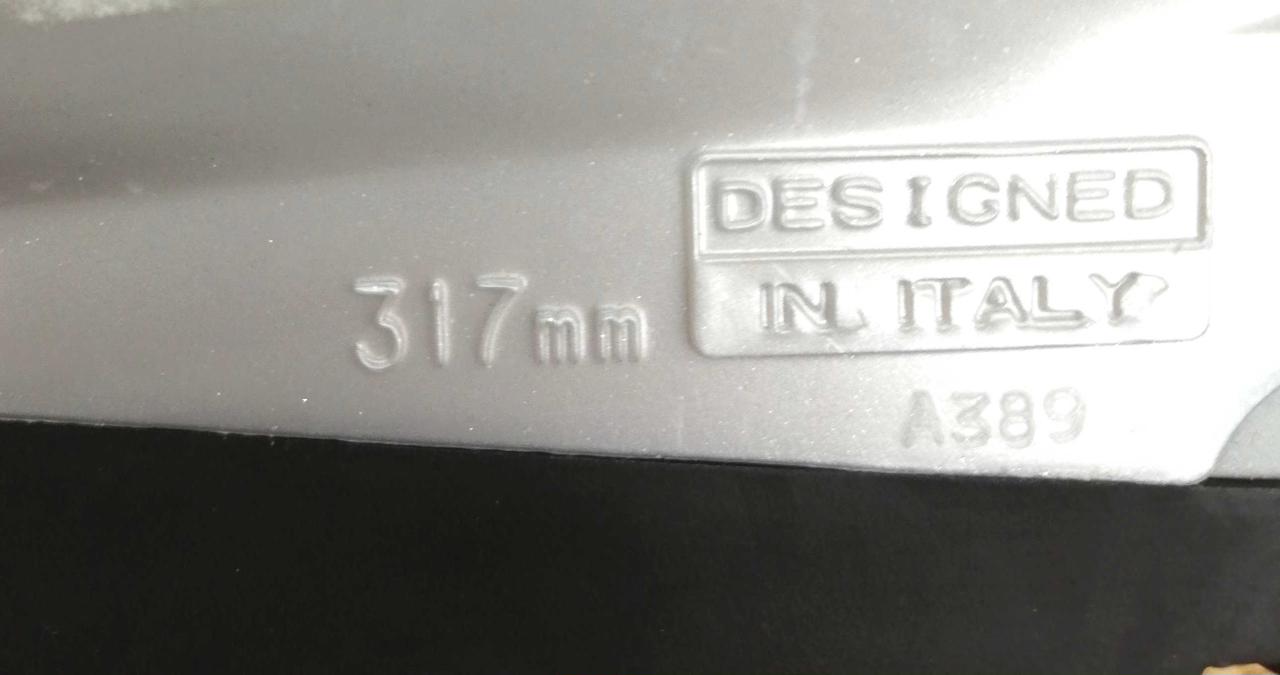 317mm
DESIGNED
IN ITALY
A389